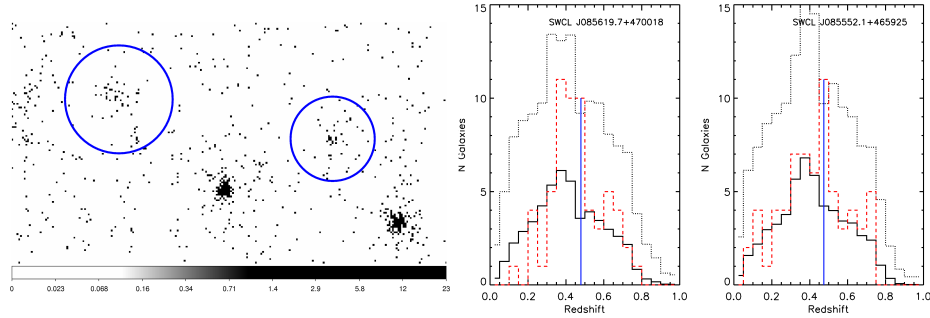 0 0.023 0.068 0.16 0.34 0.71 1.4 2.9 5.8 12 23
SWCL J085619.7+470018
15
10
5
0
N Galaxies
0.0 0.2 0.4 0.6 0.8 1.0
Redshift
SWCL J085552.1+465925
15
10
5
0
N Galaxies
0.0 0.2 0.4 0.6 0.8 1.0
Redshift